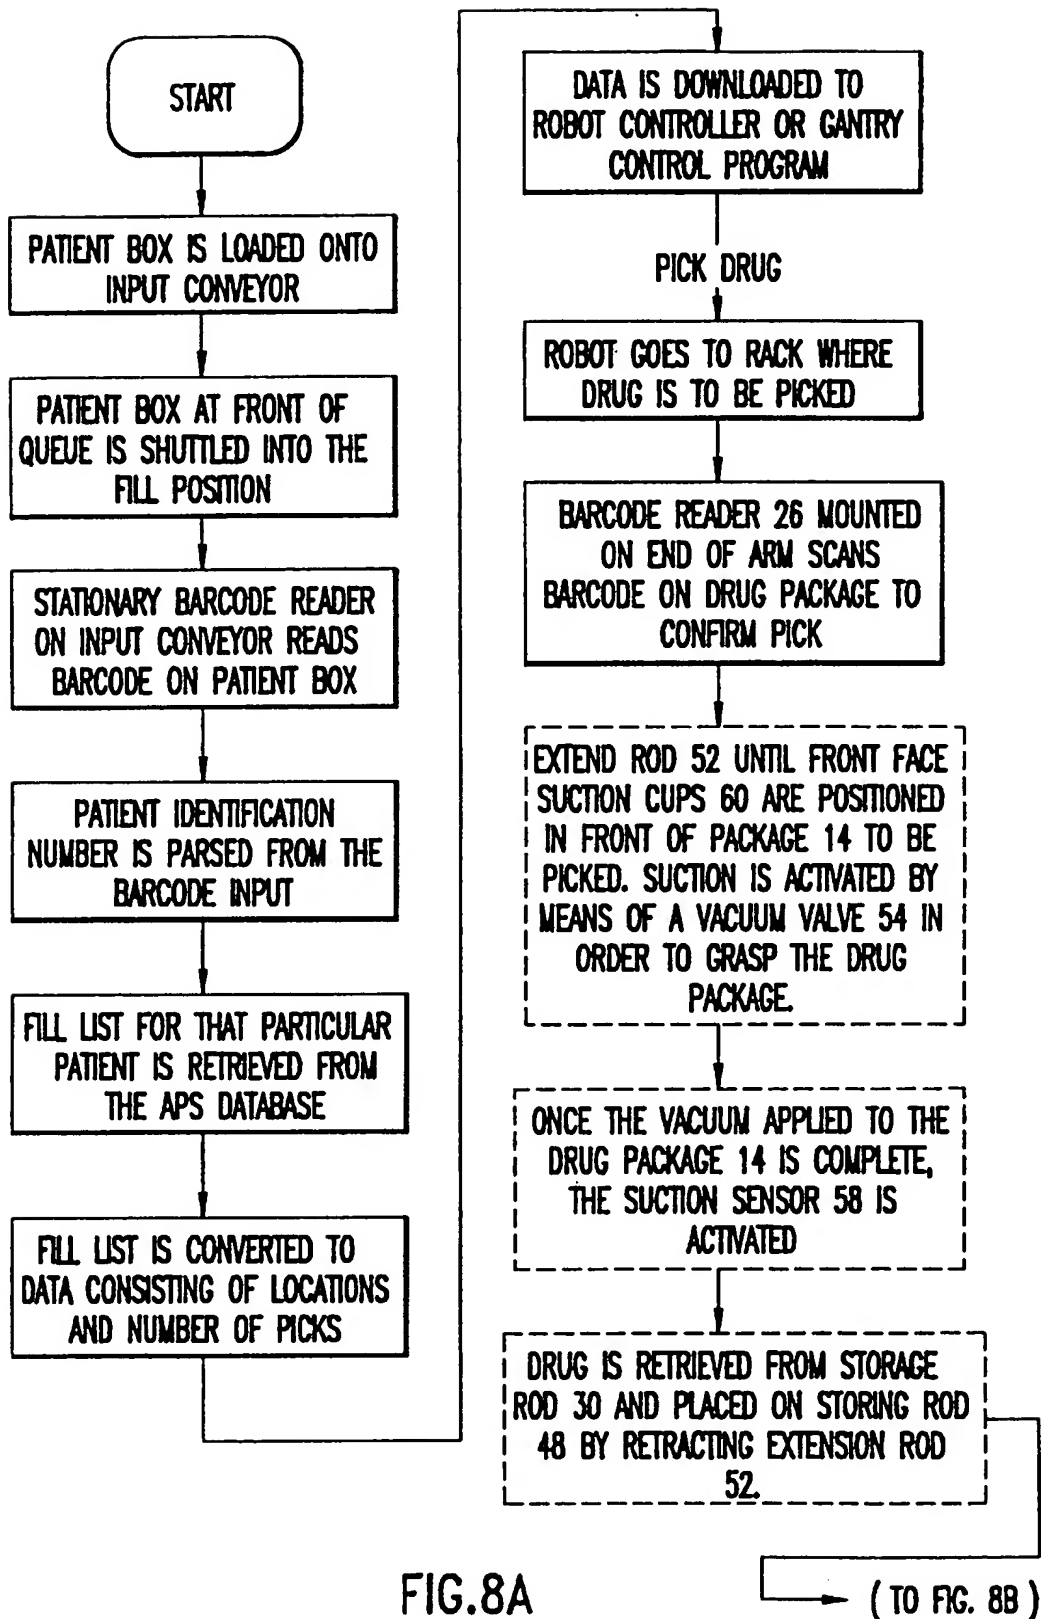 START
PATIENT BOX IS LOADED ONTO
INPUT CONVEYOR
PATIENT BOX AT FRONT OF
QUEUE IS SHUTTLED INTO THE
FILL POSITION
STATIONARY BARCODE READER
ON INPUT CONVEYOR READS
BARCODE ON PATIENT BOX
PATIENT IDENTIFICATION
NUMBER IS PARSED FROM THE
BARCODE INPUT
FILL LIST FOR THAT PARTICULAR
PATIENT IS RETRIEVED FROM
THE APS DATABASE
FILL LIST IS CONVERTED TO
DATA CONSISTING OF LOCATIONS
AND NUMBER OF PICKS
DATA IS DOWNLOADED TO
ROBOT CONTROLLER OR GANTRY
CONTROL PROGRAM
PICK DRUG
ROBOT GOES TO RACK WHERE
DRUG IS TO BE PICKED
BARCODE READER 26 MOUNTED
ON END OF ARM SCANS
BARCODE ON DRUG PACKAGE TO
CONFIRM PICK
EXTEND ROD 52 UNTIL FRONT FACE
SUCTION CUPS 60 ARE POSITIONED
IN FRONT OF PACKAGE 14 TO BE
PICKED. SUCTION IS ACTIVATED BY
MEANS OF A VACUUM VALVE 54 IN
ORDER TO GRASP THE DRUG
PACKAGE.
ONCE THE VACUUM APPLIED TO THE
DRUG PACKAGE 14 IS COMPLETE,
THE SUCTION SENSOR 58 IS
ACTIVATED
DRUG IS RETRIEVED FROM STORAGE
ROD 30 AND PLACED ON STORING ROD
48 BY RETRACTING EXTENSION ROD
52.
(TO FIG. 8B)
FIG.8A